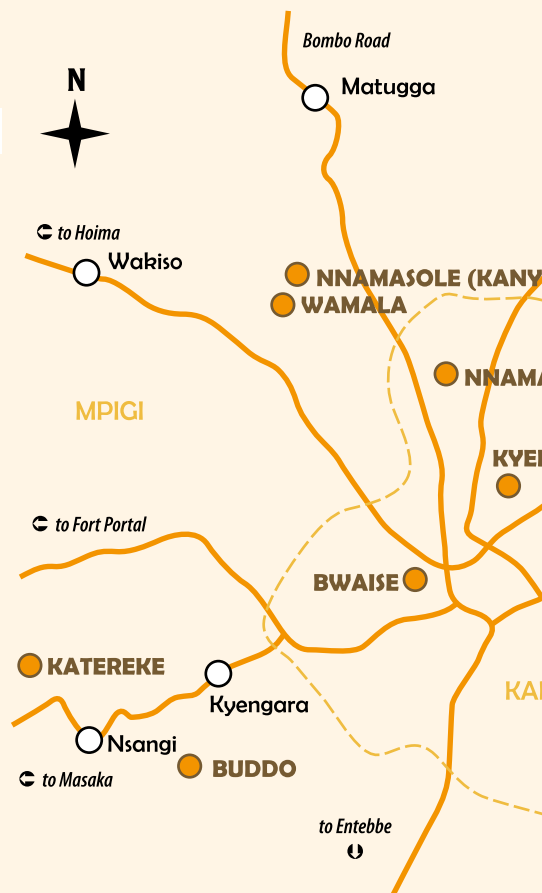 Bombo Road
N
Matugga
to Hoima
Wakiso
NNAMASOLE (KANY
WAMALA
NNAMA
MPIGI
KYE
to Fort Portal
BWAISE
KATEREKE
KA
Kyengara
Nsangi
BUDDO
to Masaka
to Entebbe